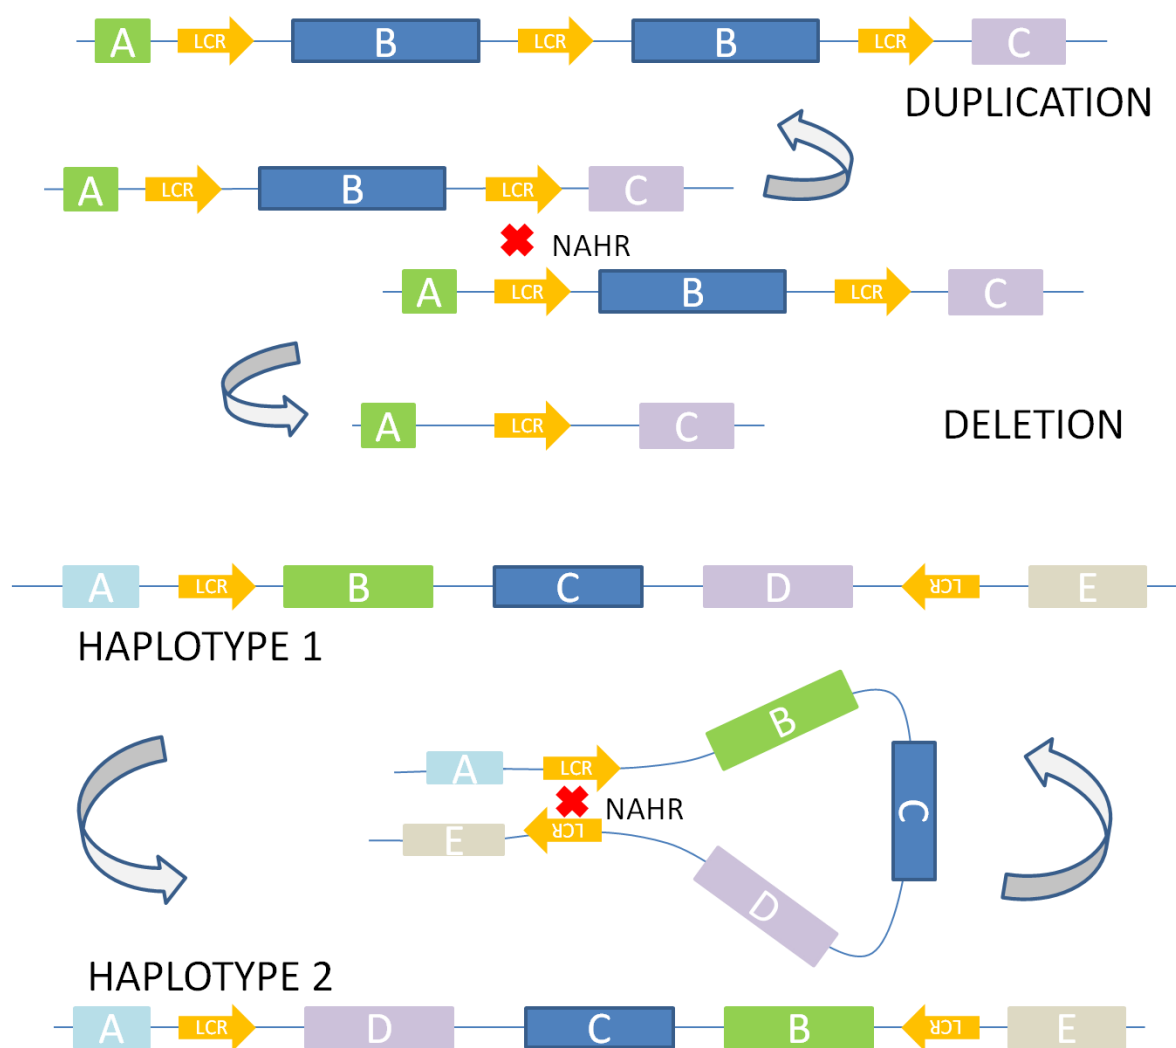 A LCR B LCR B LCR C
DUPLICATION
A LCR B LCR C
NAHR
A LCR B LCR C
A LCR C
DELETION
A LCR B C D LCR E
HAPLOTYPE 1
B
A LCR
C
NAHR
E LCR
D
HAPLOTYPE 2
A LCR D C B LCR E